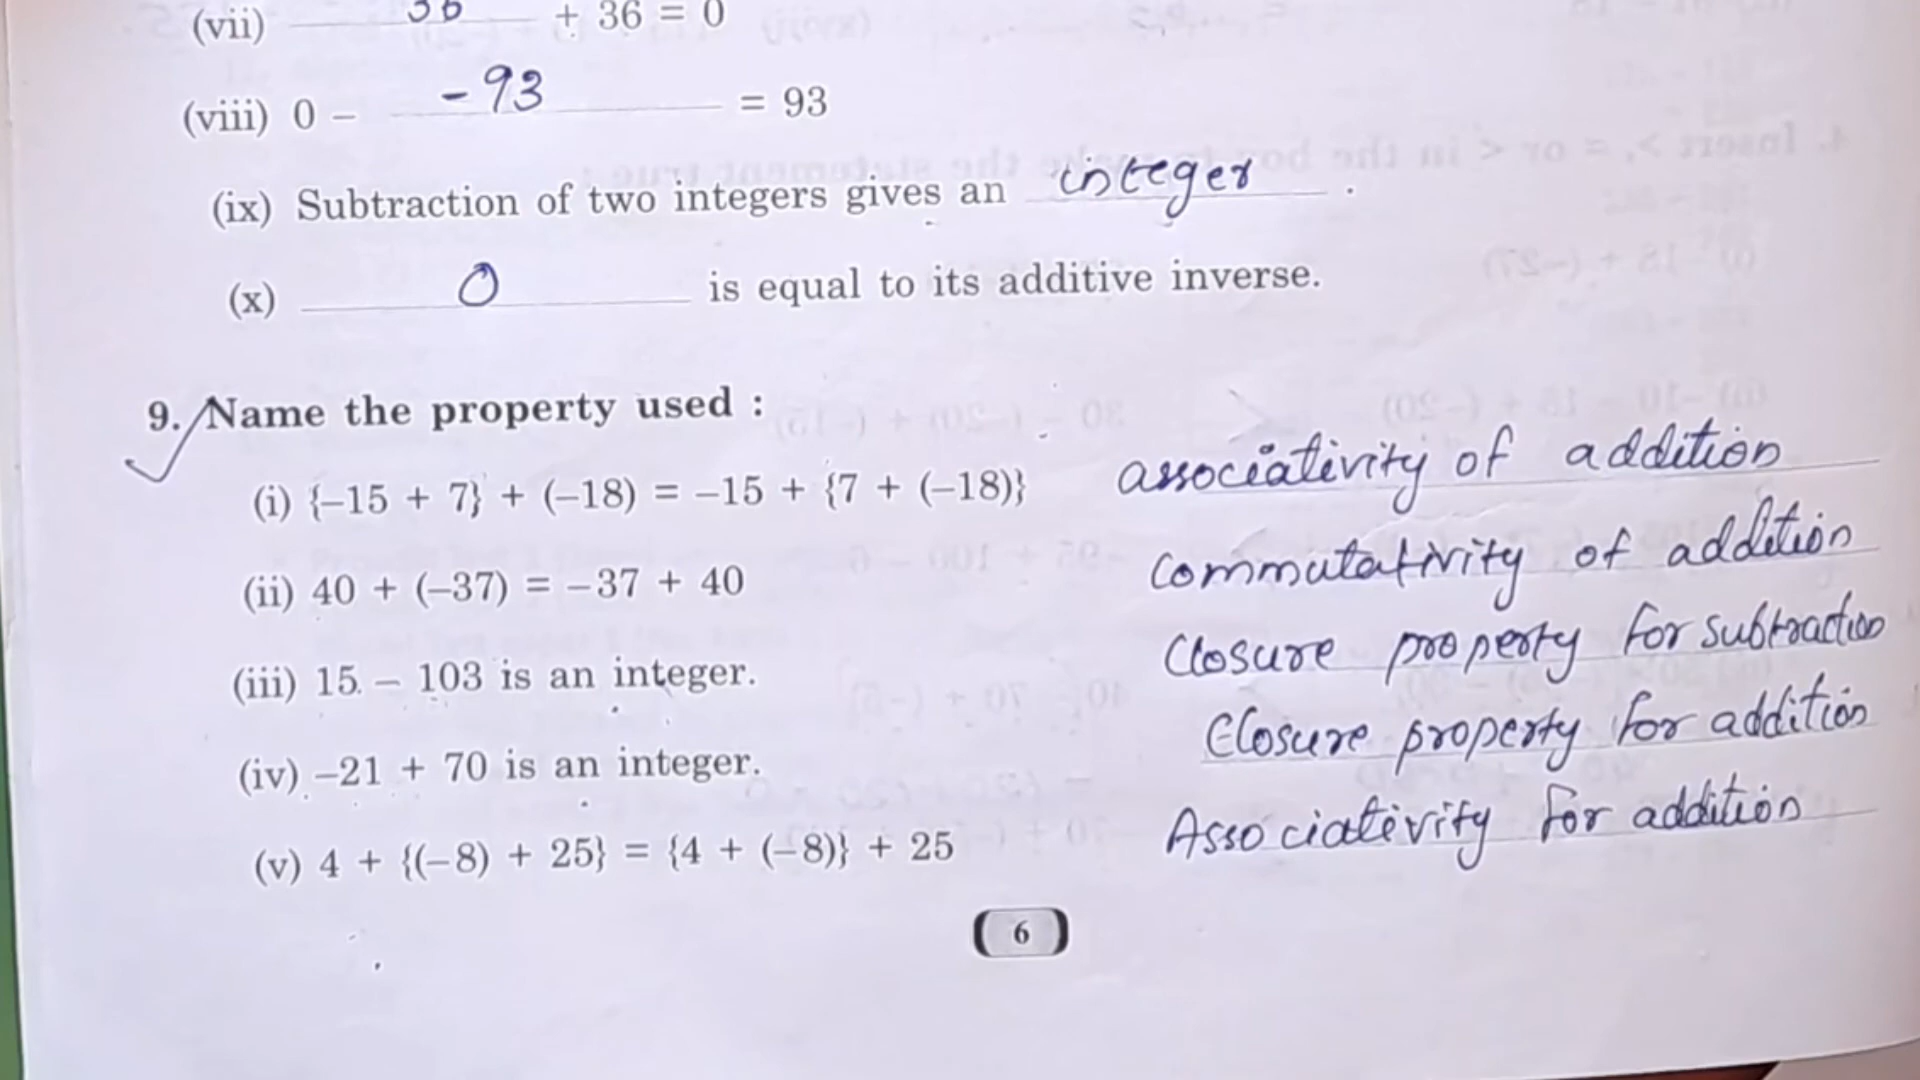 (vii) 36 + 36 = 0
(viii) 0 – -93 = 93
(ix) Subtraction of two integers gives an integer .
(x) 0 is equal to its additive inverse.
9. Name the property used :
(i) {–15 + 7} + (–18) = –15 + {7 + (–18)} associativity of addition
(ii) 40 + (–37) = –37 + 40 commutativity of addition
(iii) 15 – 103 is an integer. Closure property for subtraction
(iv) –21 + 70 is an integer. Closure property for addition
(v) 4 + {(–8) + 25} = {4 + (–8)} + 25 Associativity for addition
6